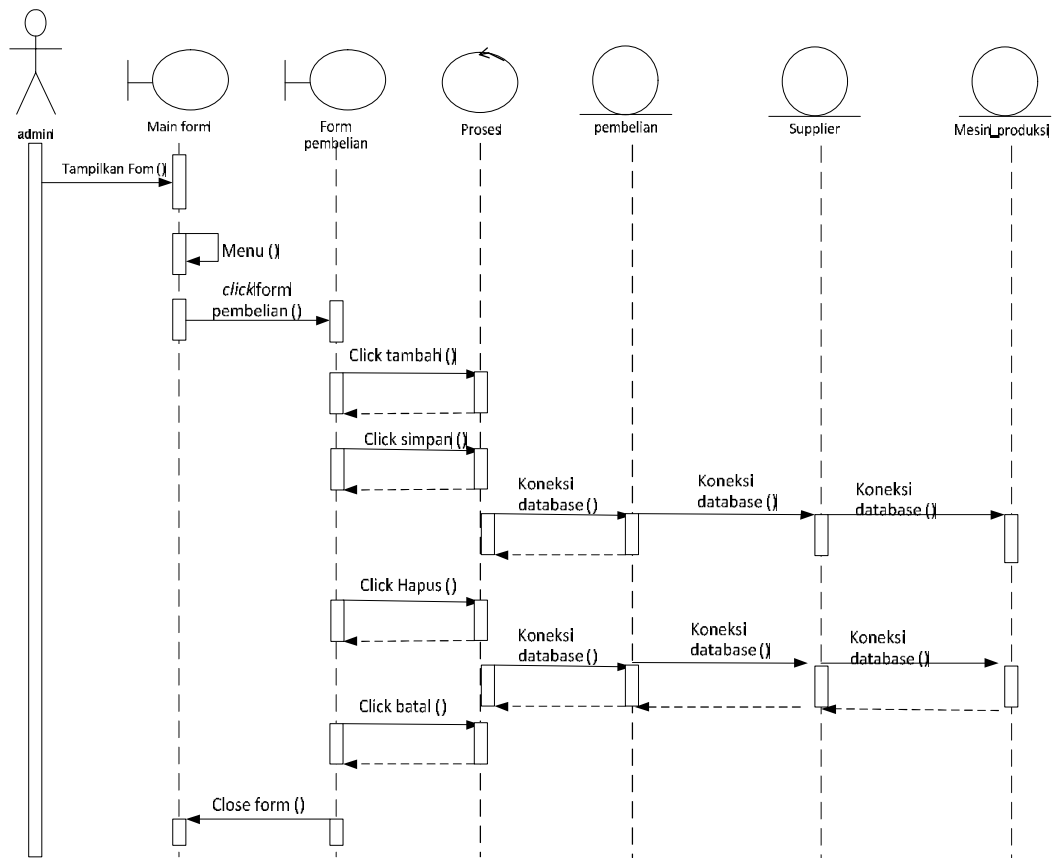 admin
Main form
Form
pembelian
Proses
pembelian
Supplier
Mesin_produksi
Tampilkan Fom ()
Menu ()
click form
pembelian ()
Click tambah ()
Click simpan ()
Koneksi
database ()
Koneksi
database ()
Koneksi
database ()
Click Hapus ()
Koneksi
database ()
Koneksi
database ()
Koneksi
database ()
Click batal ()
Close form ()